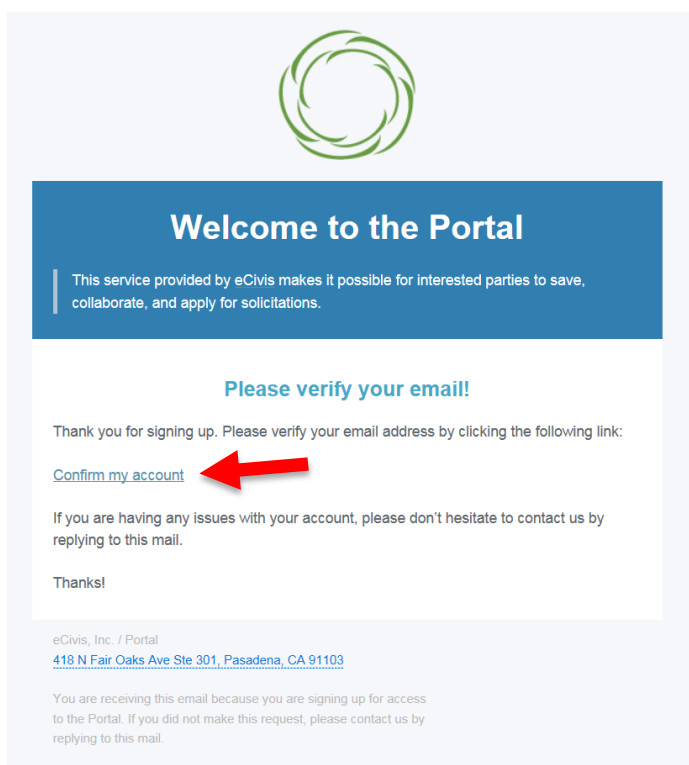 Welcome to the Portal
This service provided by eCivis makes it possible for interested parties to save,
collaborate, and apply for solicitations.
Please verify your email!
Thank you for signing up. Please verify your email address by clicking the following link:
Confirm my account
If you are having any issues with your account, please don’t hesitate to contact us by
replying to this mail.
Thanks!
eCivis, Inc. / Portal
418 N Fair Oaks Ave Ste 301, Pasadena, CA 91103
You are receiving this email because you are signing up for access
to the Portal. If you did not make this request, please contact us by
replying to this mail.